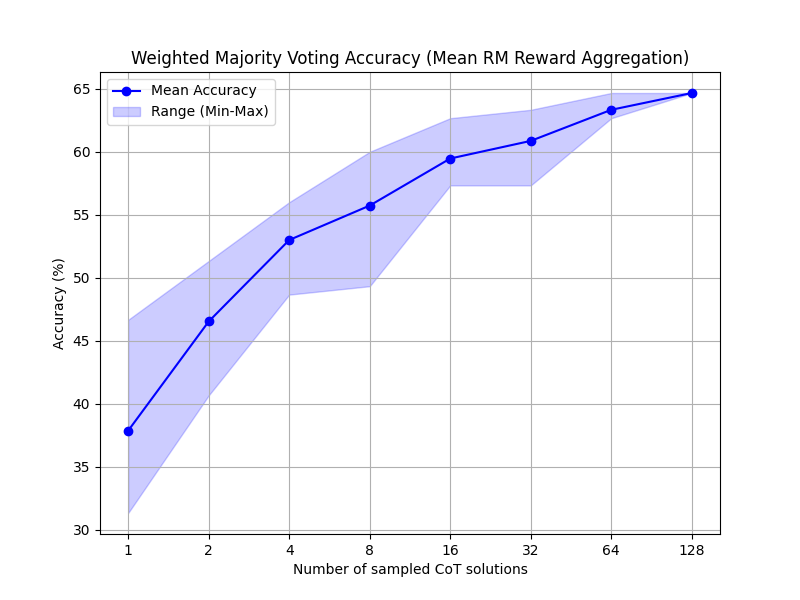 Weighted Majority Voting Accuracy (Mean RM Reward Aggregation)
Mean Accuracy
Range (Min-Max)
65
60
55
50
45
40
35
30
Accuracy (%)
1 2 4 8 16 32 64 128
Number of sampled CoT solutions